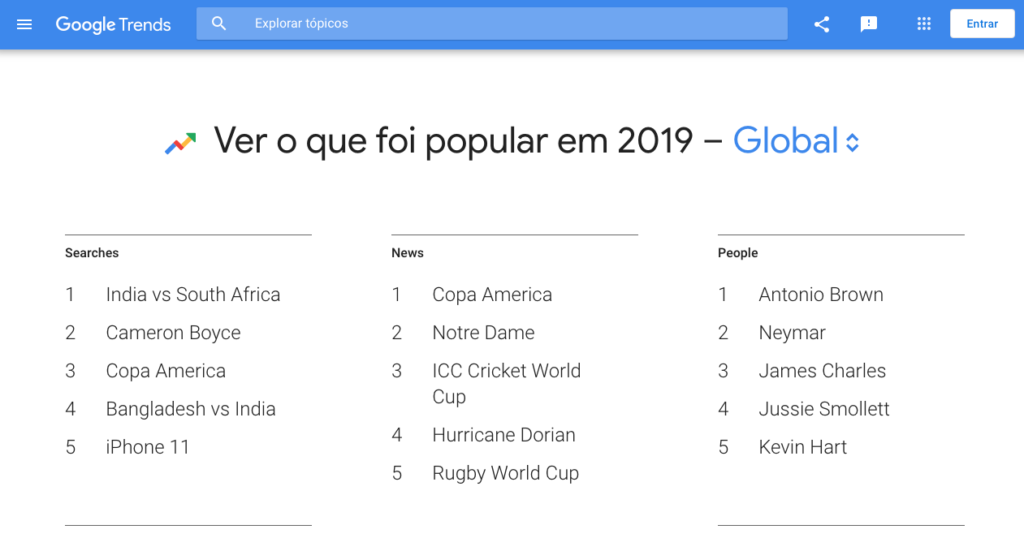 Google Trends
Explorar tópicos
Entrar
Ver o que foi popular em 2019 – Global
Searches
1 India vs South Africa
2 Cameron Boyce
3 Copa America
4 Bangladesh vs India
5 iPhone 11
News
1 Copa America
2 Notre Dame
3 ICC Cricket World
Cup
4 Hurricane Dorian
5 Rugby World Cup
People
1 Antonio Brown
2 Neymar
3 James Charles
4 Jussie Smollett
5 Kevin Hart